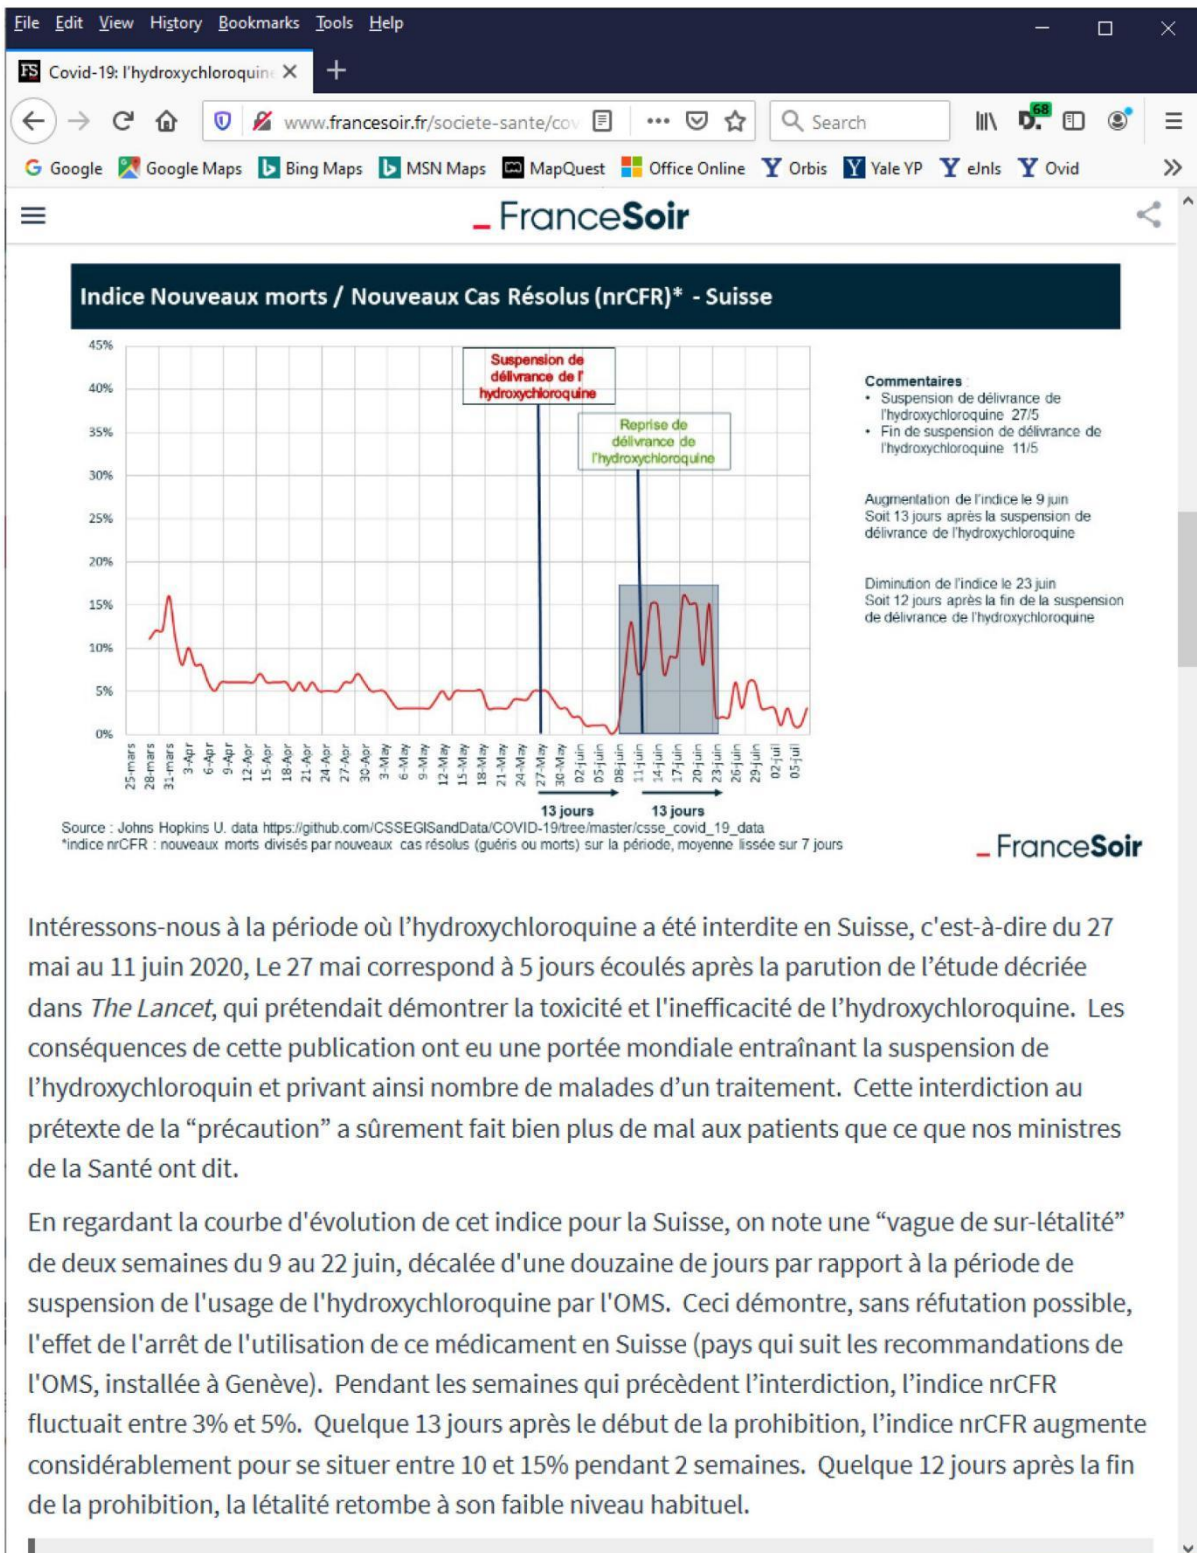 File Edit View History Bookmarks Tools Help
FS Covid-19: l'hydroxychloroquine
www.francesoir.fr/societe-sante/cov
Search
68
Google Google Maps Bing Maps MSN Maps MapQuest Office Online Orbis Yale YP eJnls Ovid
FranceSoir
Indice Nouveaux morts / Nouveaux Cas Résolus (nrCFR)* - Suisse
45%
40%
35%
30%
25%
20%
15%
10%
5%
0%
Suspension de
délivrance de l'
hydroxychloroquine
Reprise de
délivrance de
l'hydroxychloroquine
25-mars
28-mars
31-mars
3-Apr
6-Apr
9-Apr
12-Apr
15-Apr
18-Apr
21-Apr
24-Apr
27-Apr
30-Apr
3-May
6-May
9-May
12-May
15-May
18-May
21-May
24-May
27-May
30-May
02-juin
05-juin
08-juin
11-juin
14-juin
17-juin
20-juin
23-juin
26-juin
29-juin
02-juil
05-juil
13 jours
13 jours
Commentaires :
• Suspension de délivrance de
l'hydroxychloroquine 27/5
• Fin de suspension de délivrance de
l'hydroxychloroquine 11/5
Augmentation de l'indice le 9 juin
Soit 13 jours après la suspension de
délivrance de l'hydroxychloroquine
Diminution de l'indice le 23 juin
Soit 12 jours après la fin de la suspension
de délivrance de l'hydroxychloroquine
Source : Johns Hopkins U. data https://github.com/CSSEGISandData/COVID-19/tree/master/csse_covid_19_data
*indice nrCFR : nouveaux morts divisés par nouveaux cas résolus (guéris ou morts) sur la période, moyenne lissée sur 7 jours
FranceSoir
Intéressons-nous à la période où l'hydroxychloroquine a été interdite en Suisse, c'est-à-dire du 27
mai au 11 juin 2020, Le 27 mai correspond à 5 jours écoulés après la parution de l'étude décriée
dans The Lancet, qui prétendait démontrer la toxicité et l'inefficacité de l'hydroxychloroquine. Les
conséquences de cette publication ont eu une portée mondiale entraînant la suspension de
l'hydroxychloroquin et privant ainsi nombre de malades d'un traitement. Cette interdiction au
prétexte de la “précaution” a sûrement fait bien plus de mal aux patients que ce que nos ministres
de la Santé ont dit.
En regardant la courbe d'évolution de cet indice pour la Suisse, on note une “vague de sur-létalité”
de deux semaines du 9 au 22 juin, décalée d'une douzaine de jours par rapport à la période de
suspension de l'usage de l'hydroxychloroquine par l'OMS. Ceci démontre, sans réfutation possible,
l'effet de l'arrêt de l'utilisation de ce médicament en Suisse (pays qui suit les recommandations de
l'OMS, installée à Genève). Pendant les semaines qui précèdent l'interdiction, l'indice nrCFR
fluctuait entre 3% et 5%. Quelque 13 jours après le début de la prohibition, l'indice nrCFR augmente
considérablement pour se situer entre 10 et 15% pendant 2 semaines. Quelque 12 jours après la fin
de la prohibition, la létalité retombe à son faible niveau habituel.